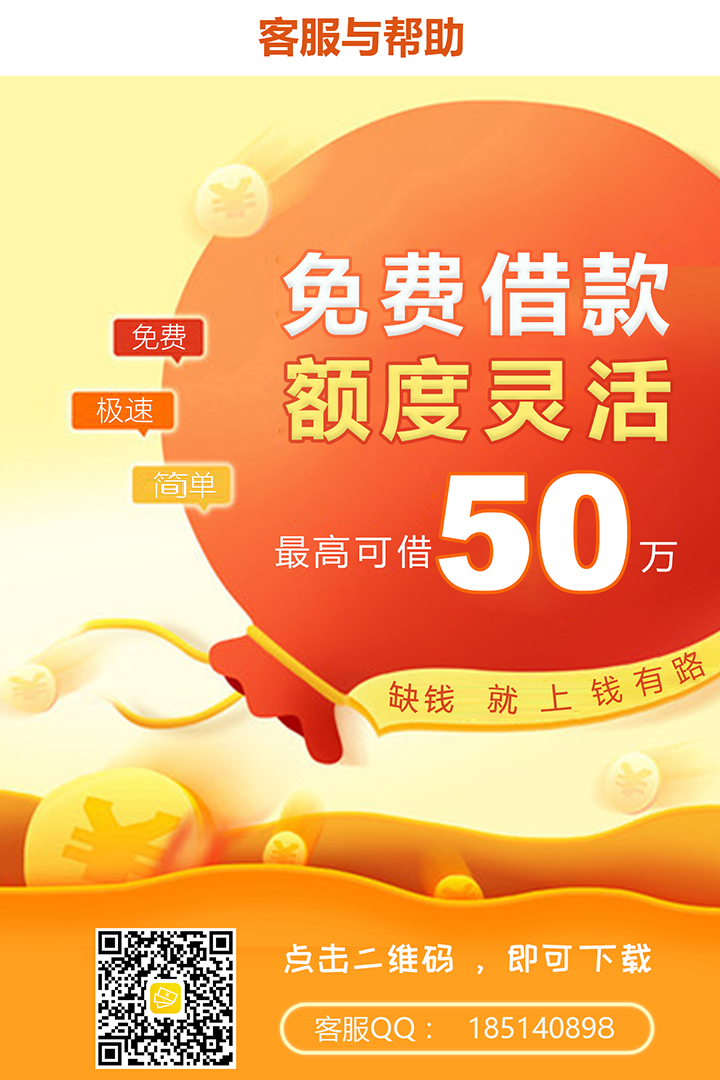 客服与帮助
免费借款
额度灵活
免费
极速
简单
最高可借50万
缺钱 就 上 钱有路
点击二维码 ，即可下载
客服QQ： 185140898